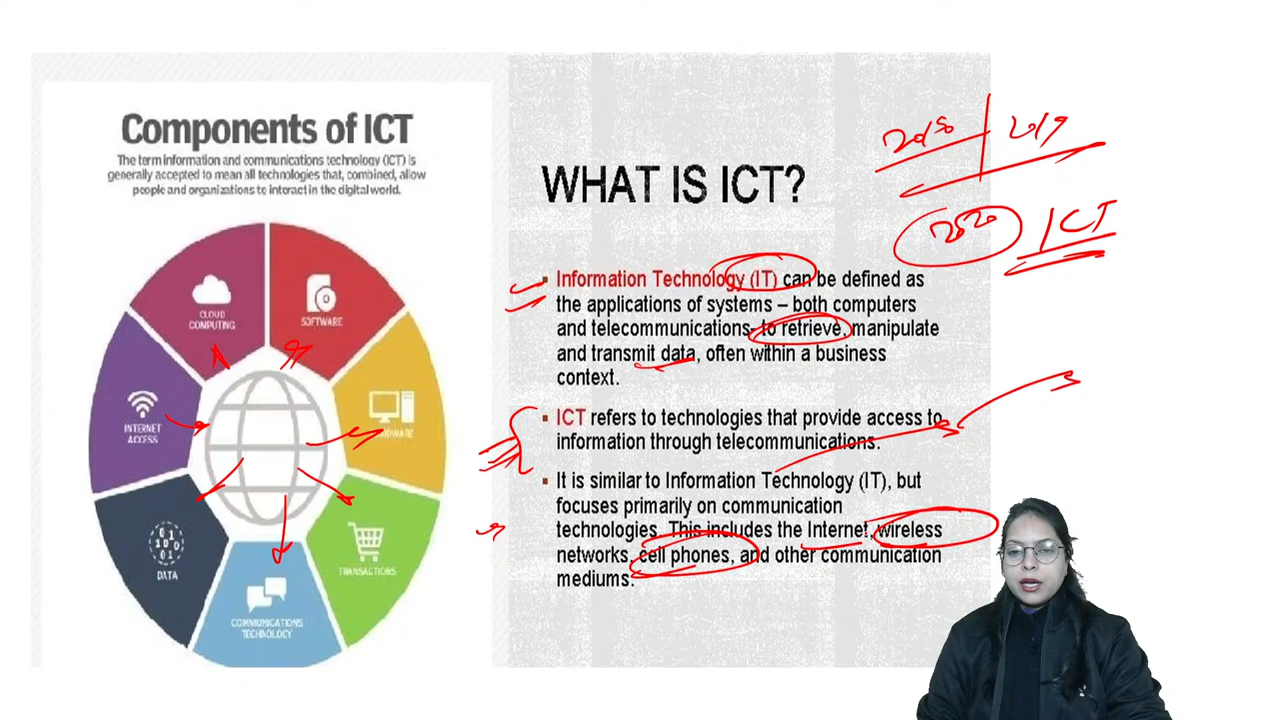 Components of ICT
The term information and communications technology (ICT) is
generally accepted to mean all technologies that, combined, allow
people and organizations to interact in the digital world.
CLOUD
COMPUTING
SOFTWARE
INTERNET
ACCESS
DATA
01
1010
01
TRANSACTIONS
COMMUNICATIONS
TECHNOLOGY
WHAT IS ICT?
▪ Information Technology (IT) can be defined as
the applications of systems – both computers
and telecommunications- to retrieve, manipulate
and transmit data, often within a business
context.
▪ ICT refers to technologies that provide access to
information through telecommunications.
▪ It is similar to Information Technology (IT), but
focuses primarily on communication
technologies. This includes the Internet, wireless
networks, cell phones, and other communication
mediums.
2019
2020 ICT